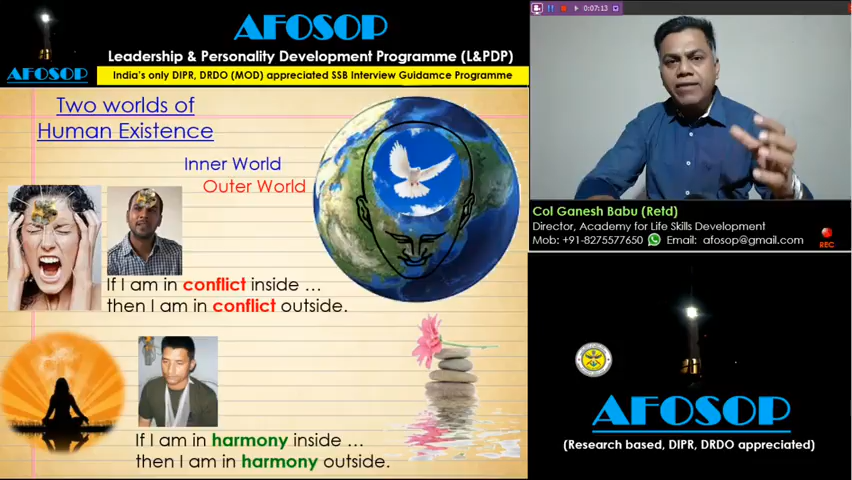 AFOSOP
Leadership & Personality Development Programme (L&PDP)
AFOSOP
India's only DIPR, DRDO (MOD) appreciated SSB Interview Guidamce Programme
Two worlds of
Human Existence
Inner World
Outer World
If I am in conflict inside ...
then I am in conflict outside.
If I am in harmony inside ...
then I am in harmony outside.
0:07:13
Col Ganesh Babu (Retd)
Director, Academy for Life Skills Development
Mob: +91-8275577650 Email: afosop@gmail.com
REC
AFOSOP
(Research based, DIPR, DRDO appreciated)